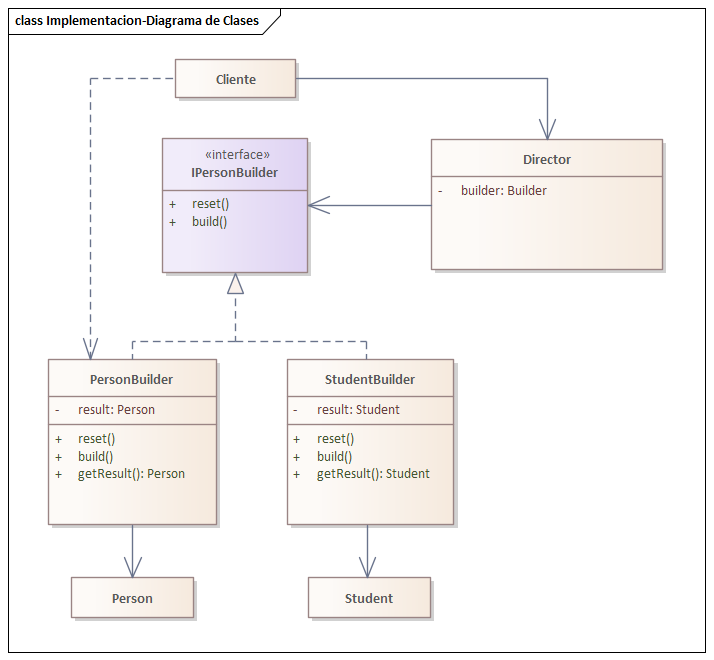 class Implementacion-Diagrama de Clases
Cliente
«interface»
IPersonBuilder
+ reset()
+ build()
Director
- builder: Builder
PersonBuilder
- result: Person
+ reset()
+ build()
+ getResult(): Person
StudentBuilder
- result: Student
+ reset()
+ build()
+ getResult(): Student
Person
Student